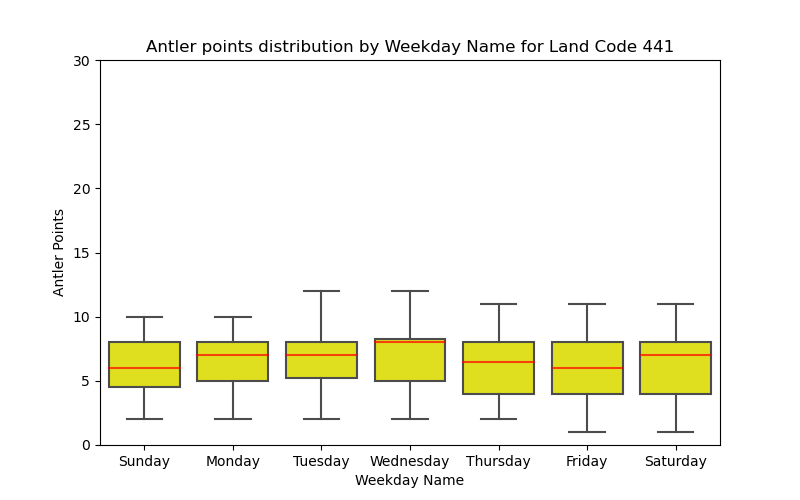 Antler points distribution by Weekday Name for Land Code 441
30
25
20
15
10
5
0
Antler Points
Sunday Monday Tuesday Wednesday Thursday Friday Saturday
Weekday Name